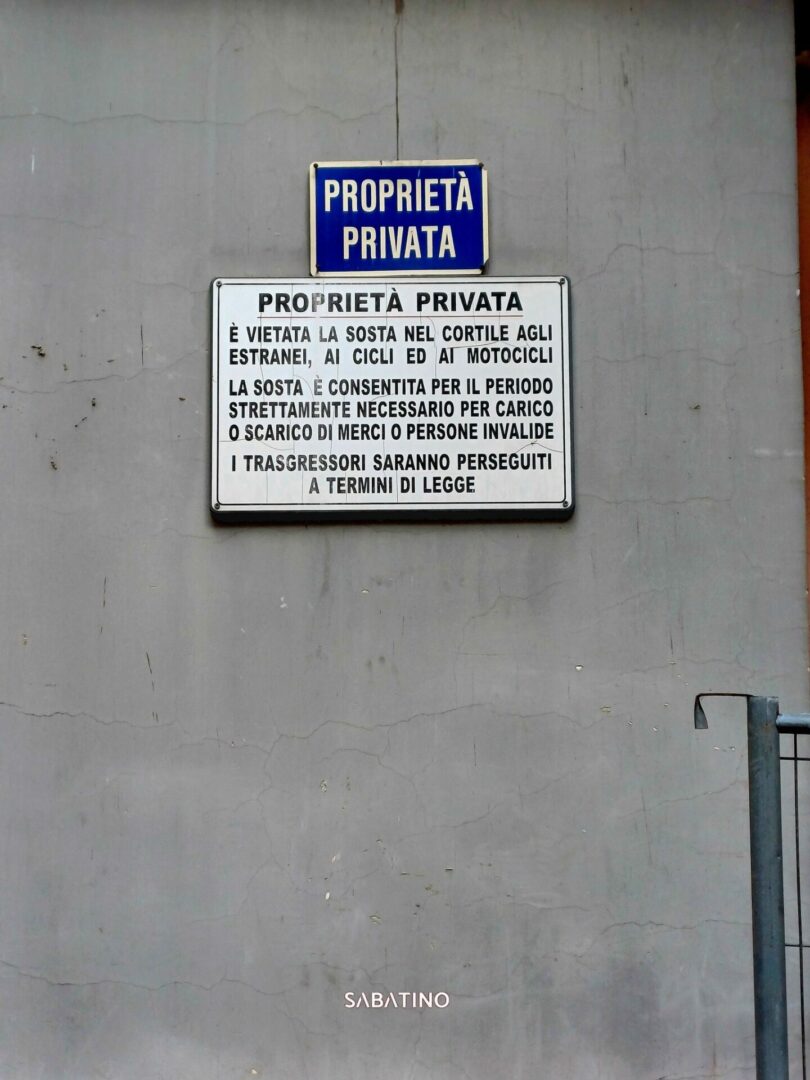 PROPRIETÀ
PRIVATA
PROPRIETÀ PRIVATA
È VIETATA LA SOSTA NEL CORTILE AGLI
ESTRANEI, AI CICLI ED AI MOTOCICLI
LA SOSTA È CONSENTITA PER IL PERIODO
STRETTAMENTE NECESSARIO PER CARICO
O SCARICO DI MERCI O PERSONE INVALIDE
I TRASGRESSORI SARANNO PERSEGUITI
A TERMINI DI LEGGE
SABATINO